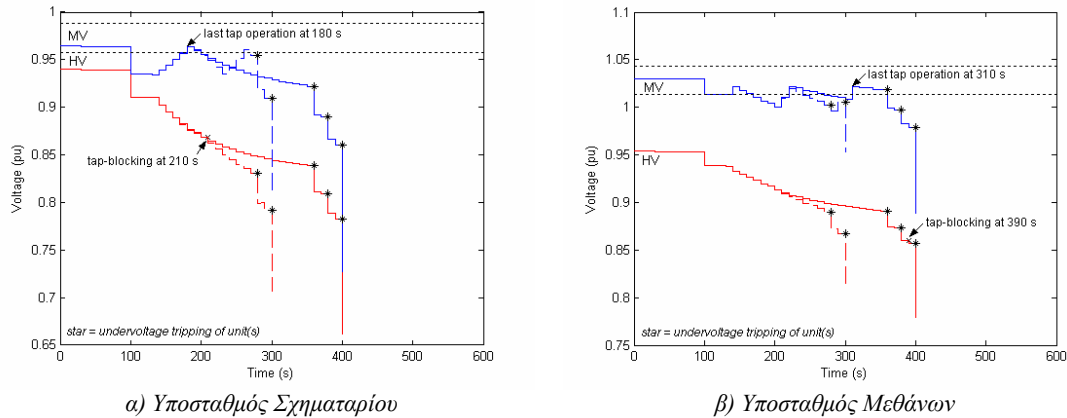 1
0.95
0.9
0.85
0.8
0.75
0.7
0.65
Voltage (pu)
MV
HV
last tap operation at 180 s
tap-blocking at 210 s
star = undervoltage tripping of unit(s)
0 100 200 300 400 500 600
Time (s)
α) Υποσταθμός Σχηματαρίου
1.1
1.05
1
0.95
0.9
0.85
0.8
0.75
Voltage (pu)
MV
HV
last tap operation at 310 s
tap-blocking at 390 s
star = undervoltage tripping of unit(s)
0 100 200 300 400 500 600
Time (s)
β) Υποσταθμός Μεθάνων